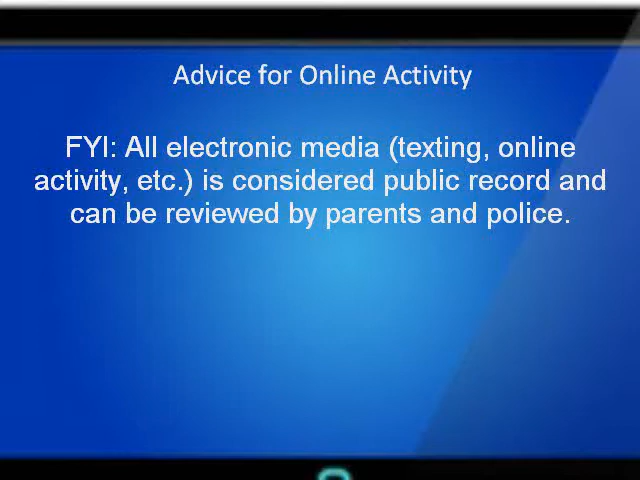 Advice for Online Activity
FYI: All electronic media (texting, online
activity, etc.) is considered public record and
can be reviewed by parents and police.